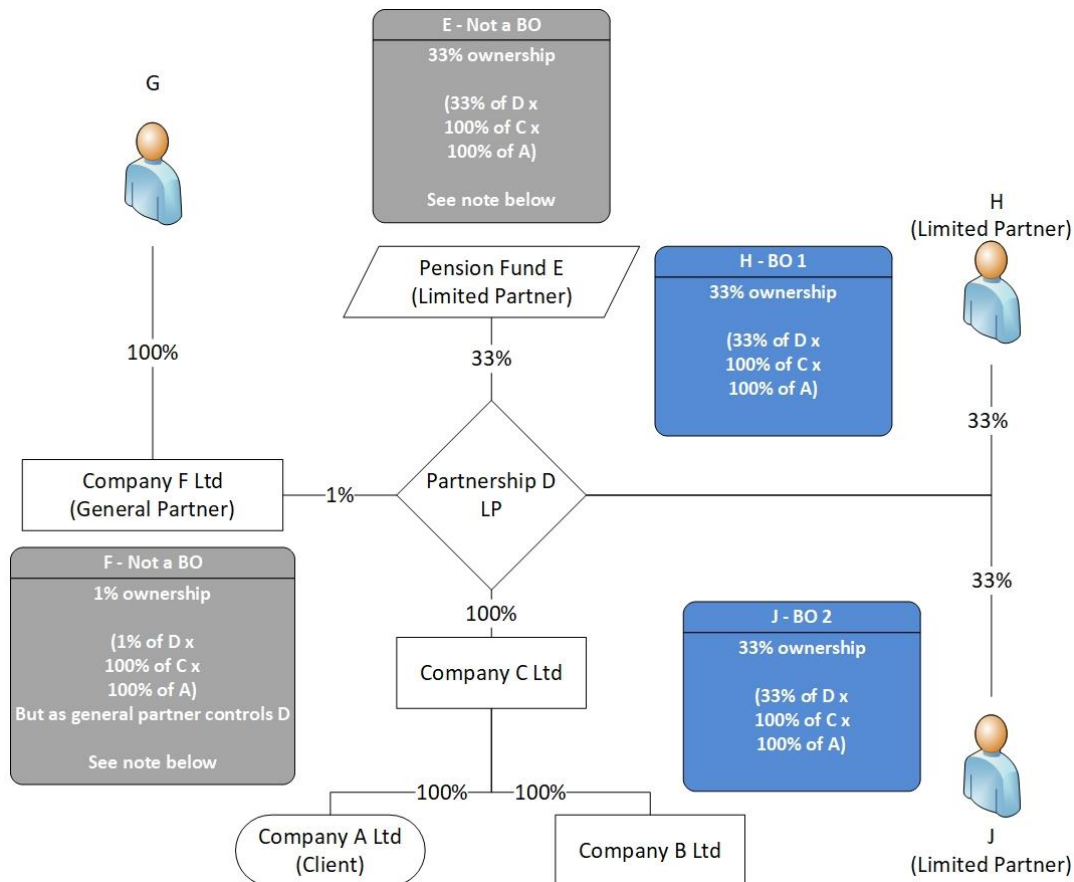 E - Not a BO
33% ownership
(33% of D x
100% of C x
100% of A)
See note below
G
H
(Limited Partner)
Pension Fund E
(Limited Partner)
H - BO 1
33% ownership
(33% of D x
100% of C x
100% of A)
100%
33%
33%
Company F Ltd
(General Partner)
1%
Partnership D
LP
F - Not a BO
1% ownership
(1% of D x
100% of C x
100% of A)
But as general partner controls D
See note below
100%
Company C Ltd
33%
J - BO 2
33% ownership
(33% of D x
100% of C x
100% of A)
100%
100%
Company A Ltd
(Client)
Company B Ltd
J
(Limited Partner)